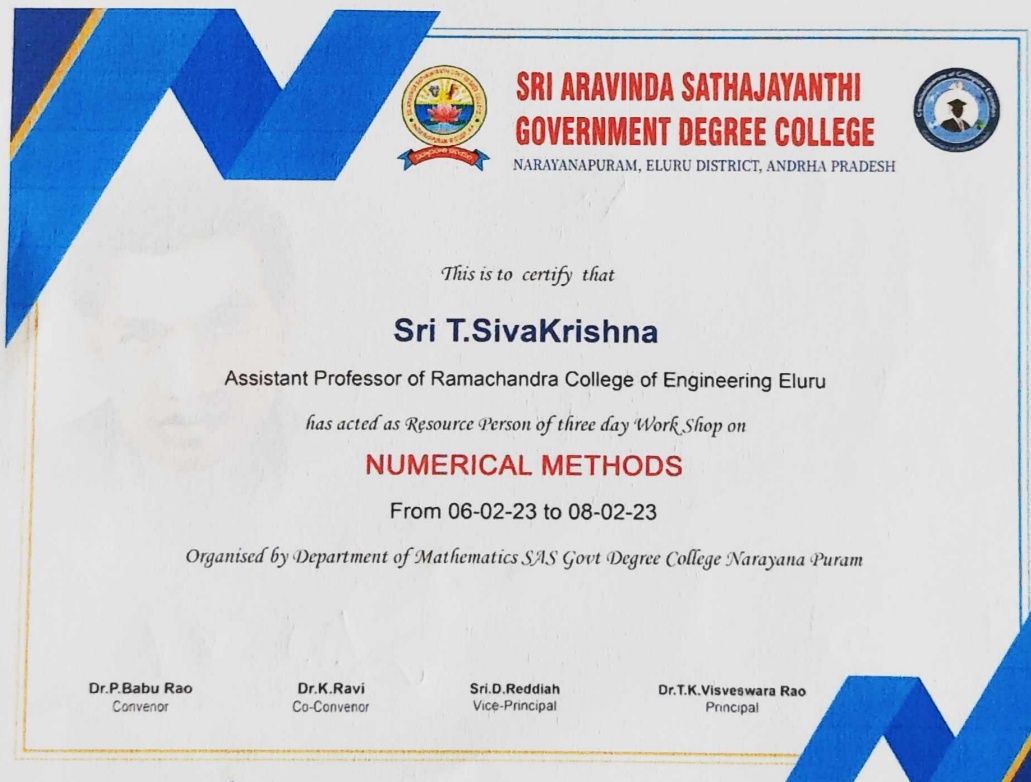 SRI ARAVINDA SATHAJAYANTHI
GOVERNMENT DEGREE COLLEGE
NARAYANAPURAM, ELURU DISTRICT, ANDRHA PRADESH
This is to certify that
Sri T.SivaKrishna
Assistant Professor of Ramachandra College of Engineering Eluru
has acted as Resource Person of three day Work Shop on
NUMERICAL METHODS
From 06-02-23 to 08-02-23
Organised by Department of Mathematics SAS Govt Degree College Narayana Puram
Dr.P.Babu Rao
Convenor
Dr.K.Ravi
Co-Convenor
Sri.D.Reddiah
Vice-Principal
Dr.T.K.Visveswara Rao
Principal